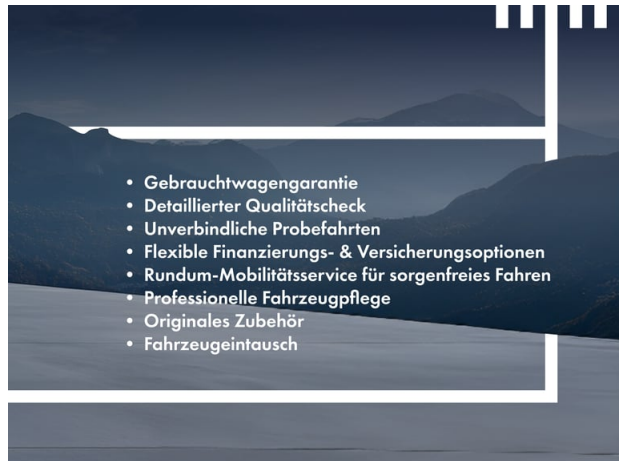 • Gebrauchtwagengarantie
• Detaillierter Qualitätscheck
• Unverbindliche Probefahrten
• Flexible Finanzierungs- & Versicherungsoptionen
• Rundum-Mobilitätsservice für sorgenfreies Fahren
• Professionelle Fahrzeugpflege
• Originales Zubehör
• Fahrzeugeintausch